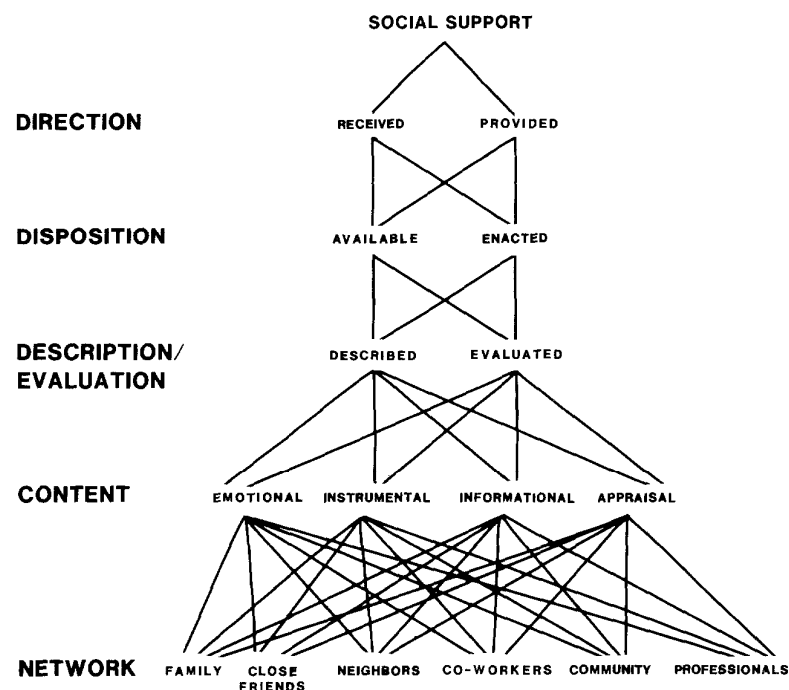 SOCIAL SUPPORT
DIRECTION RECEIVED PROVIDED
DISPOSITION AVAILABLE ENACTED
DESCRIPTION/ DESCRIBED EVALUATED
EVALUATION
CONTENT EMOTIONAL INSTRUMENTAL INFORMATIONAL APPRAISAL
NETWORK FAMILY CLOSE NEIGHBORS CO-WORKERS COMMUNITY PROFESSIONALS
FRIENDS